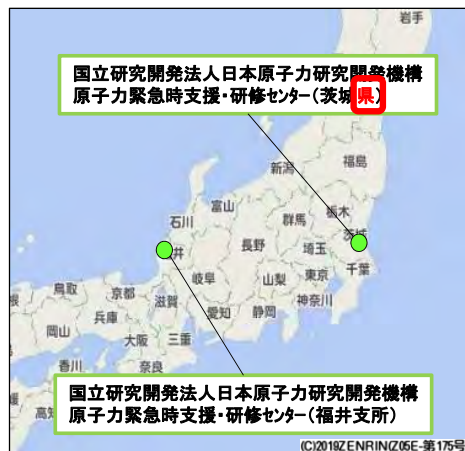 岩手
国立研究開発法人日本原子力研究開発機構
原子力緊急時支援・研修センター(茨城県)
福島
新潟
富山
石川
栃木
群馬
茨城
長野
埼玉
井
岐阜
山梨
東京
千葉
鳥取
京都
滋賀
神奈川
愛知
静岡
兵庫
岡山
大阪
三重
香川
奈良
国立研究開発法人日本原子力研究開発機構
原子力緊急時支援・研修センター(福井支所)
高知
(C)2019ZENRIN(Z05E-第175号